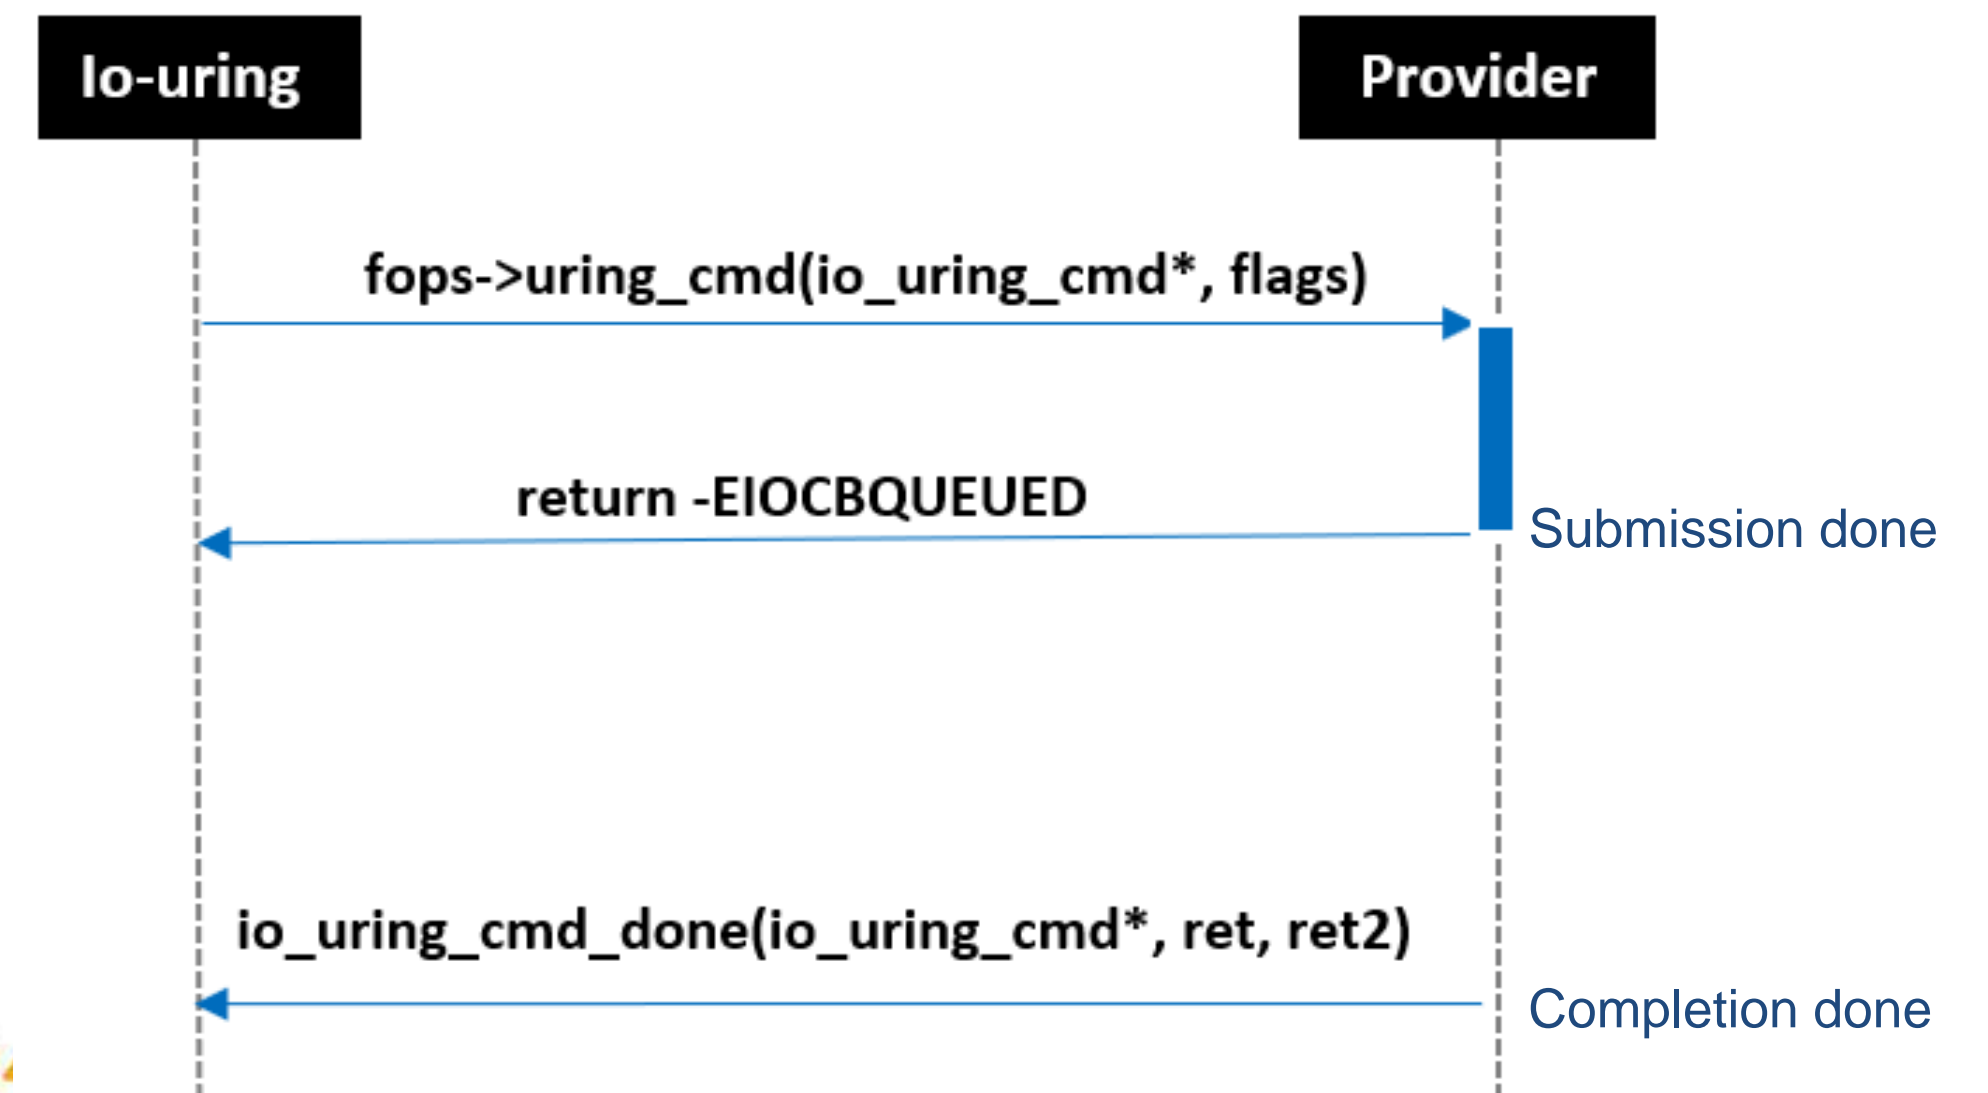 Io-uring
Provider
fops->uring_cmd(io_uring_cmd*, flags)
return -EIOCBQUEUED
Submission done
io_uring_cmd_done(io_uring_cmd*, ret, ret2)
Completion done